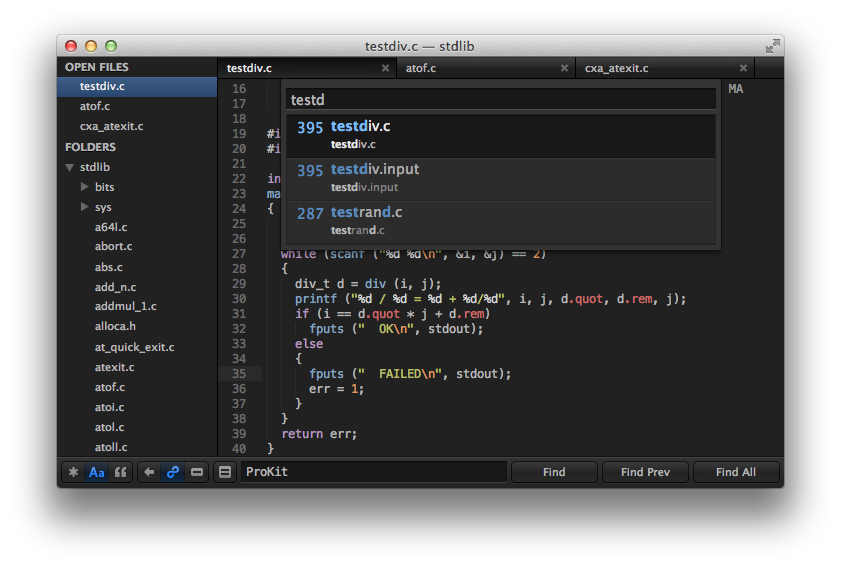 testdiv.c — stdlib
OPEN FILES
testdiv.c
atof.c
cxa_atexit.c
FOLDERS
stdlib
bits
sys
a64l.c
abort.c
abs.c
add_n.c
addmul_1.c
alloca.h
at_quick_exit.c
atexit.c
atof.c
atoi.c
atol.c
atoll.c
testdiv.c × atof.c × cxa_atexit.c ×
testd
395 testdiv.c
testdiv.c
395 testdiv.input
testdiv.input
287 testrand.c
testrand.c
16 MA
17
18
19 #i
20 #i
21
22 in
23 ma
24 {
25
26
27 while (scanf ("%d %d\n", &i, &j) == 2)
28 {
29 div_t d = div (i, j);
30 printf ("%d / %d = %d + %d/%d", i, j, d.quot, d.rem, j);
31 if (i == d.quot * j + d.rem)
32 fputs ("  OK\n", stdout);
33 else
34 {
35 fputs ("  FAILED\n", stdout);
36 err = 1;
37 }
38 }
39 return err;
40 }
* Aa ProKit Find Find Prev Find All